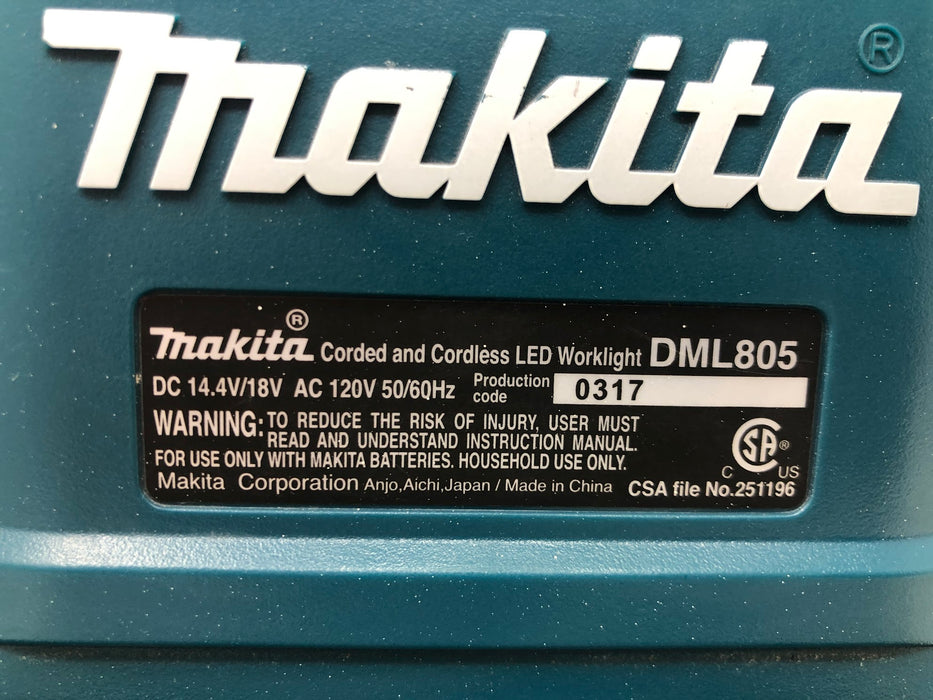 makita ®
makita ® Corded and Cordless LED Worklight DML805
DC 14.4V/18V AC 120V 50/60Hz Production code 0317
WARNING: TO REDUCE THE RISK OF INJURY, USER MUST
READ AND UNDERSTAND INSTRUCTION MANUAL.
FOR USE ONLY WITH MAKITA BATTERIES. HOUSEHOLD USE ONLY.
C SA ® US
Makita Corporation Anjo,Aichi,Japan / Made in China CSA file No.251196